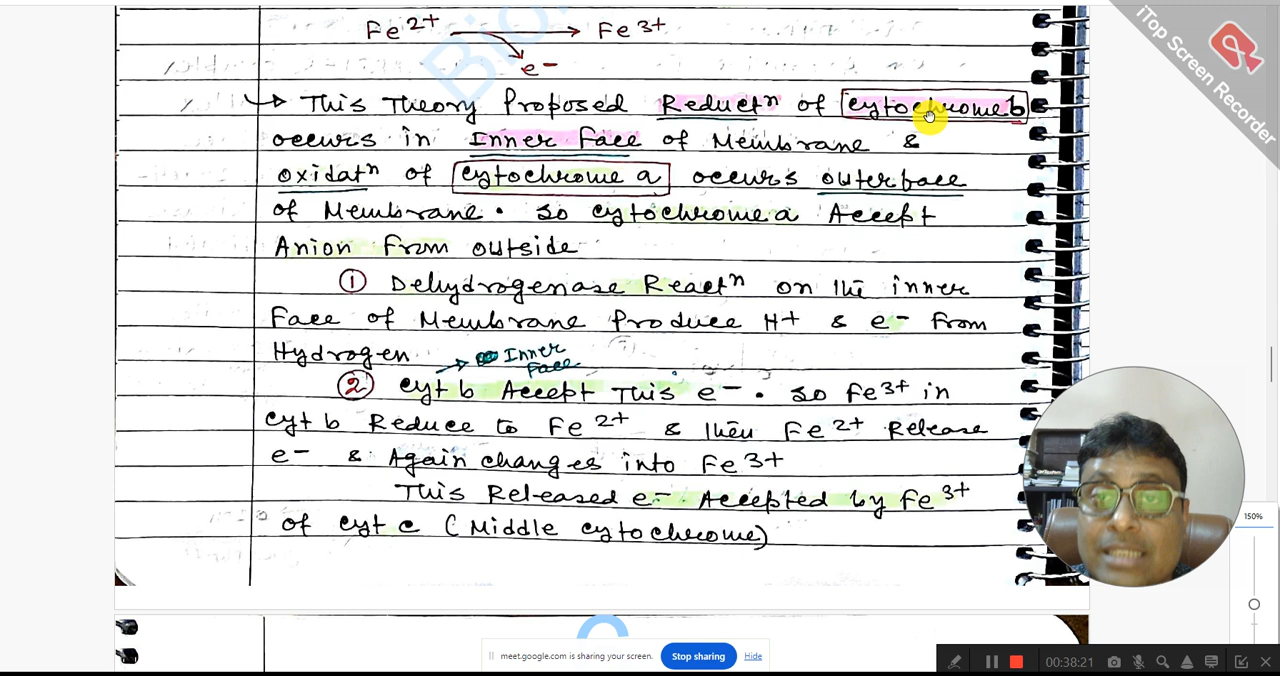 Fe2+ → Fe3+
e-
↳ This Theory Proposed Reductn of cytochrome b
occurs in Inner Face of Membrane &
oxidatn of cytochrome a occurs outerface
of Membrane. so cytochrome a Accept
Anion From outside
① Dehydrogenase Reactn on the inner
Face of Membrane Produce H+ & e- From
Hydrogen
→ Inner
Face
② cyt b Accept This e-. so Fe3+ in
cyt b Reduce to Fe2+ & then Fe2+ Release
e- & Again changes into Fe3+
This Released e- Accepted by Fe3+
of cyt c (Middle cytochrome)
iTop Screen Recorder
150%
meet.google.com is sharing your screen.
Stop sharing
Hide
00:38:21